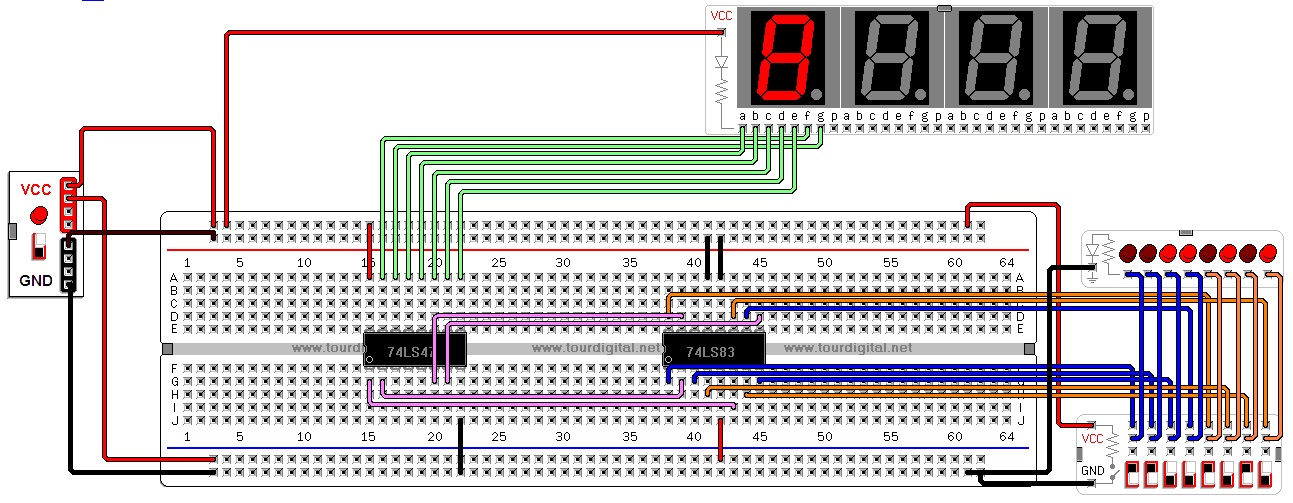 VCC
a b c d e f g p a b c d e f g p a b c d e f g p a b c d e f g p
VCC
GND
1 5 10 15 20 25 30 35 40 45 50 55 60 64
A A
B B
C C
D D
E E
www.tourdi 74LS47 www.tourdigital.net 74LS83 www.tourdigital.net
F F
G G
H H
I I
J J
1 5 10 15 20 25 30 35 40 45 50 55 60 64
VCC
GND